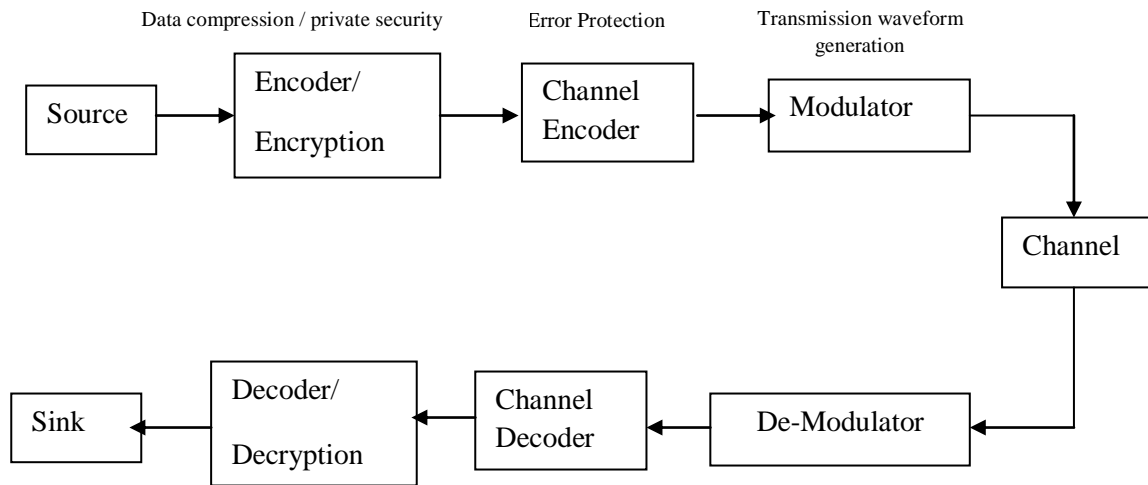 Data compression / private security
Error Protection
Transmission waveform
generation
Source
Encoder/
Encryption
Channel
Encoder
Modulator
Channel
Sink
Decoder/
Decryption
Channel
Decoder
De-Modulator